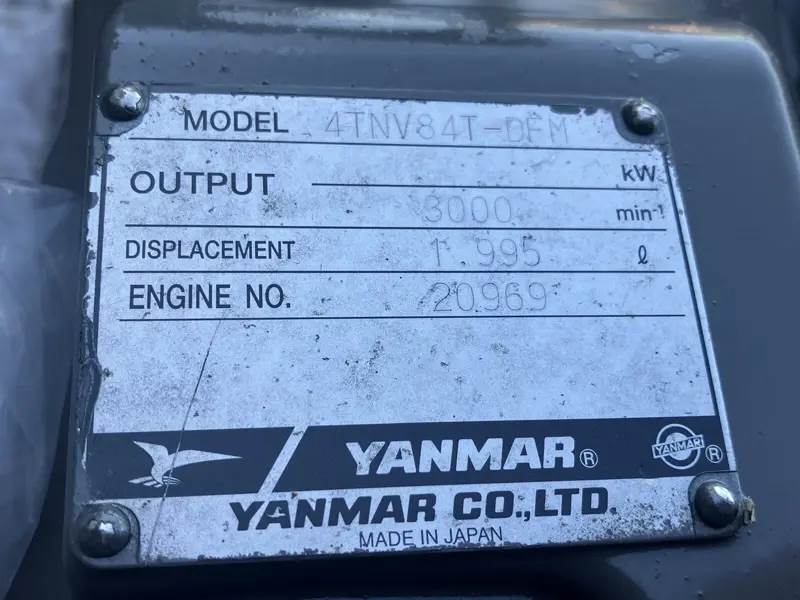 MODEL 4TNV84T-DFM
OUTPUT kW
3000 min-1
DISPLACEMENT 1.995 ℓ
ENGINE NO. 20969
YANMAR ® YANMAR ®
YANMAR CO.,LTD.
MADE IN JAPAN